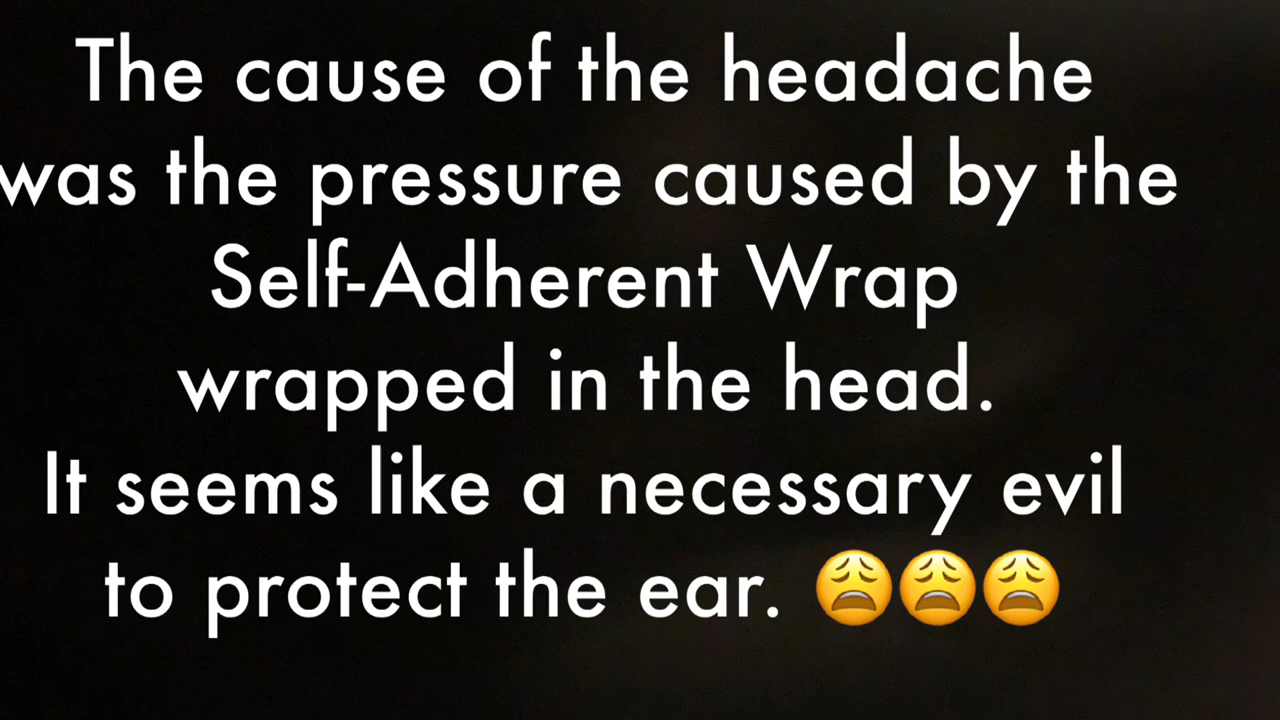 The cause of the headache
was the pressure caused by the
Self-Adherent Wrap
wrapped in the head.
It seems like a necessary evil
to protect the ear. 😩😩😩